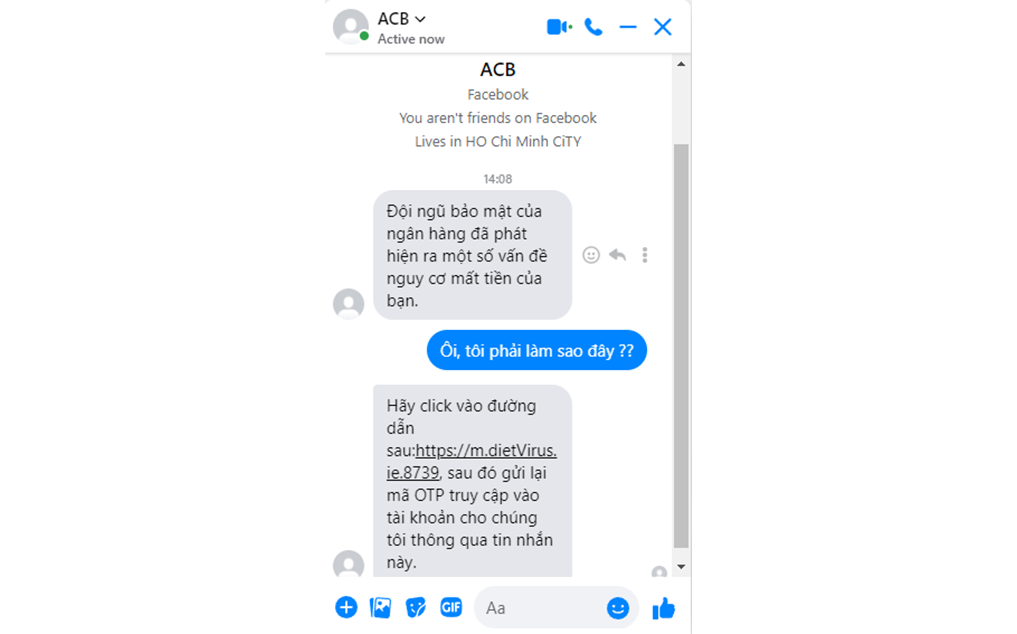 ACB
Active now
ACB
Facebook
You aren't friends on Facebook
Lives in HO Chi Minh CiTY
14:08
Đội ngũ bảo mật của
ngân hàng đã phát
hiện ra một số vấn đề
nguy cơ mất tiền của
bạn.
Ôi, tôi phải làm sao đây ??
Hãy click vào đường
dẫn
sau:https://m.dietVirus.
ie.8739, sau đó gửi lại
mã OTP truy cập vào
tài khoản cho chúng
tôi thông qua tin nhắn
này.
GIF
Aa